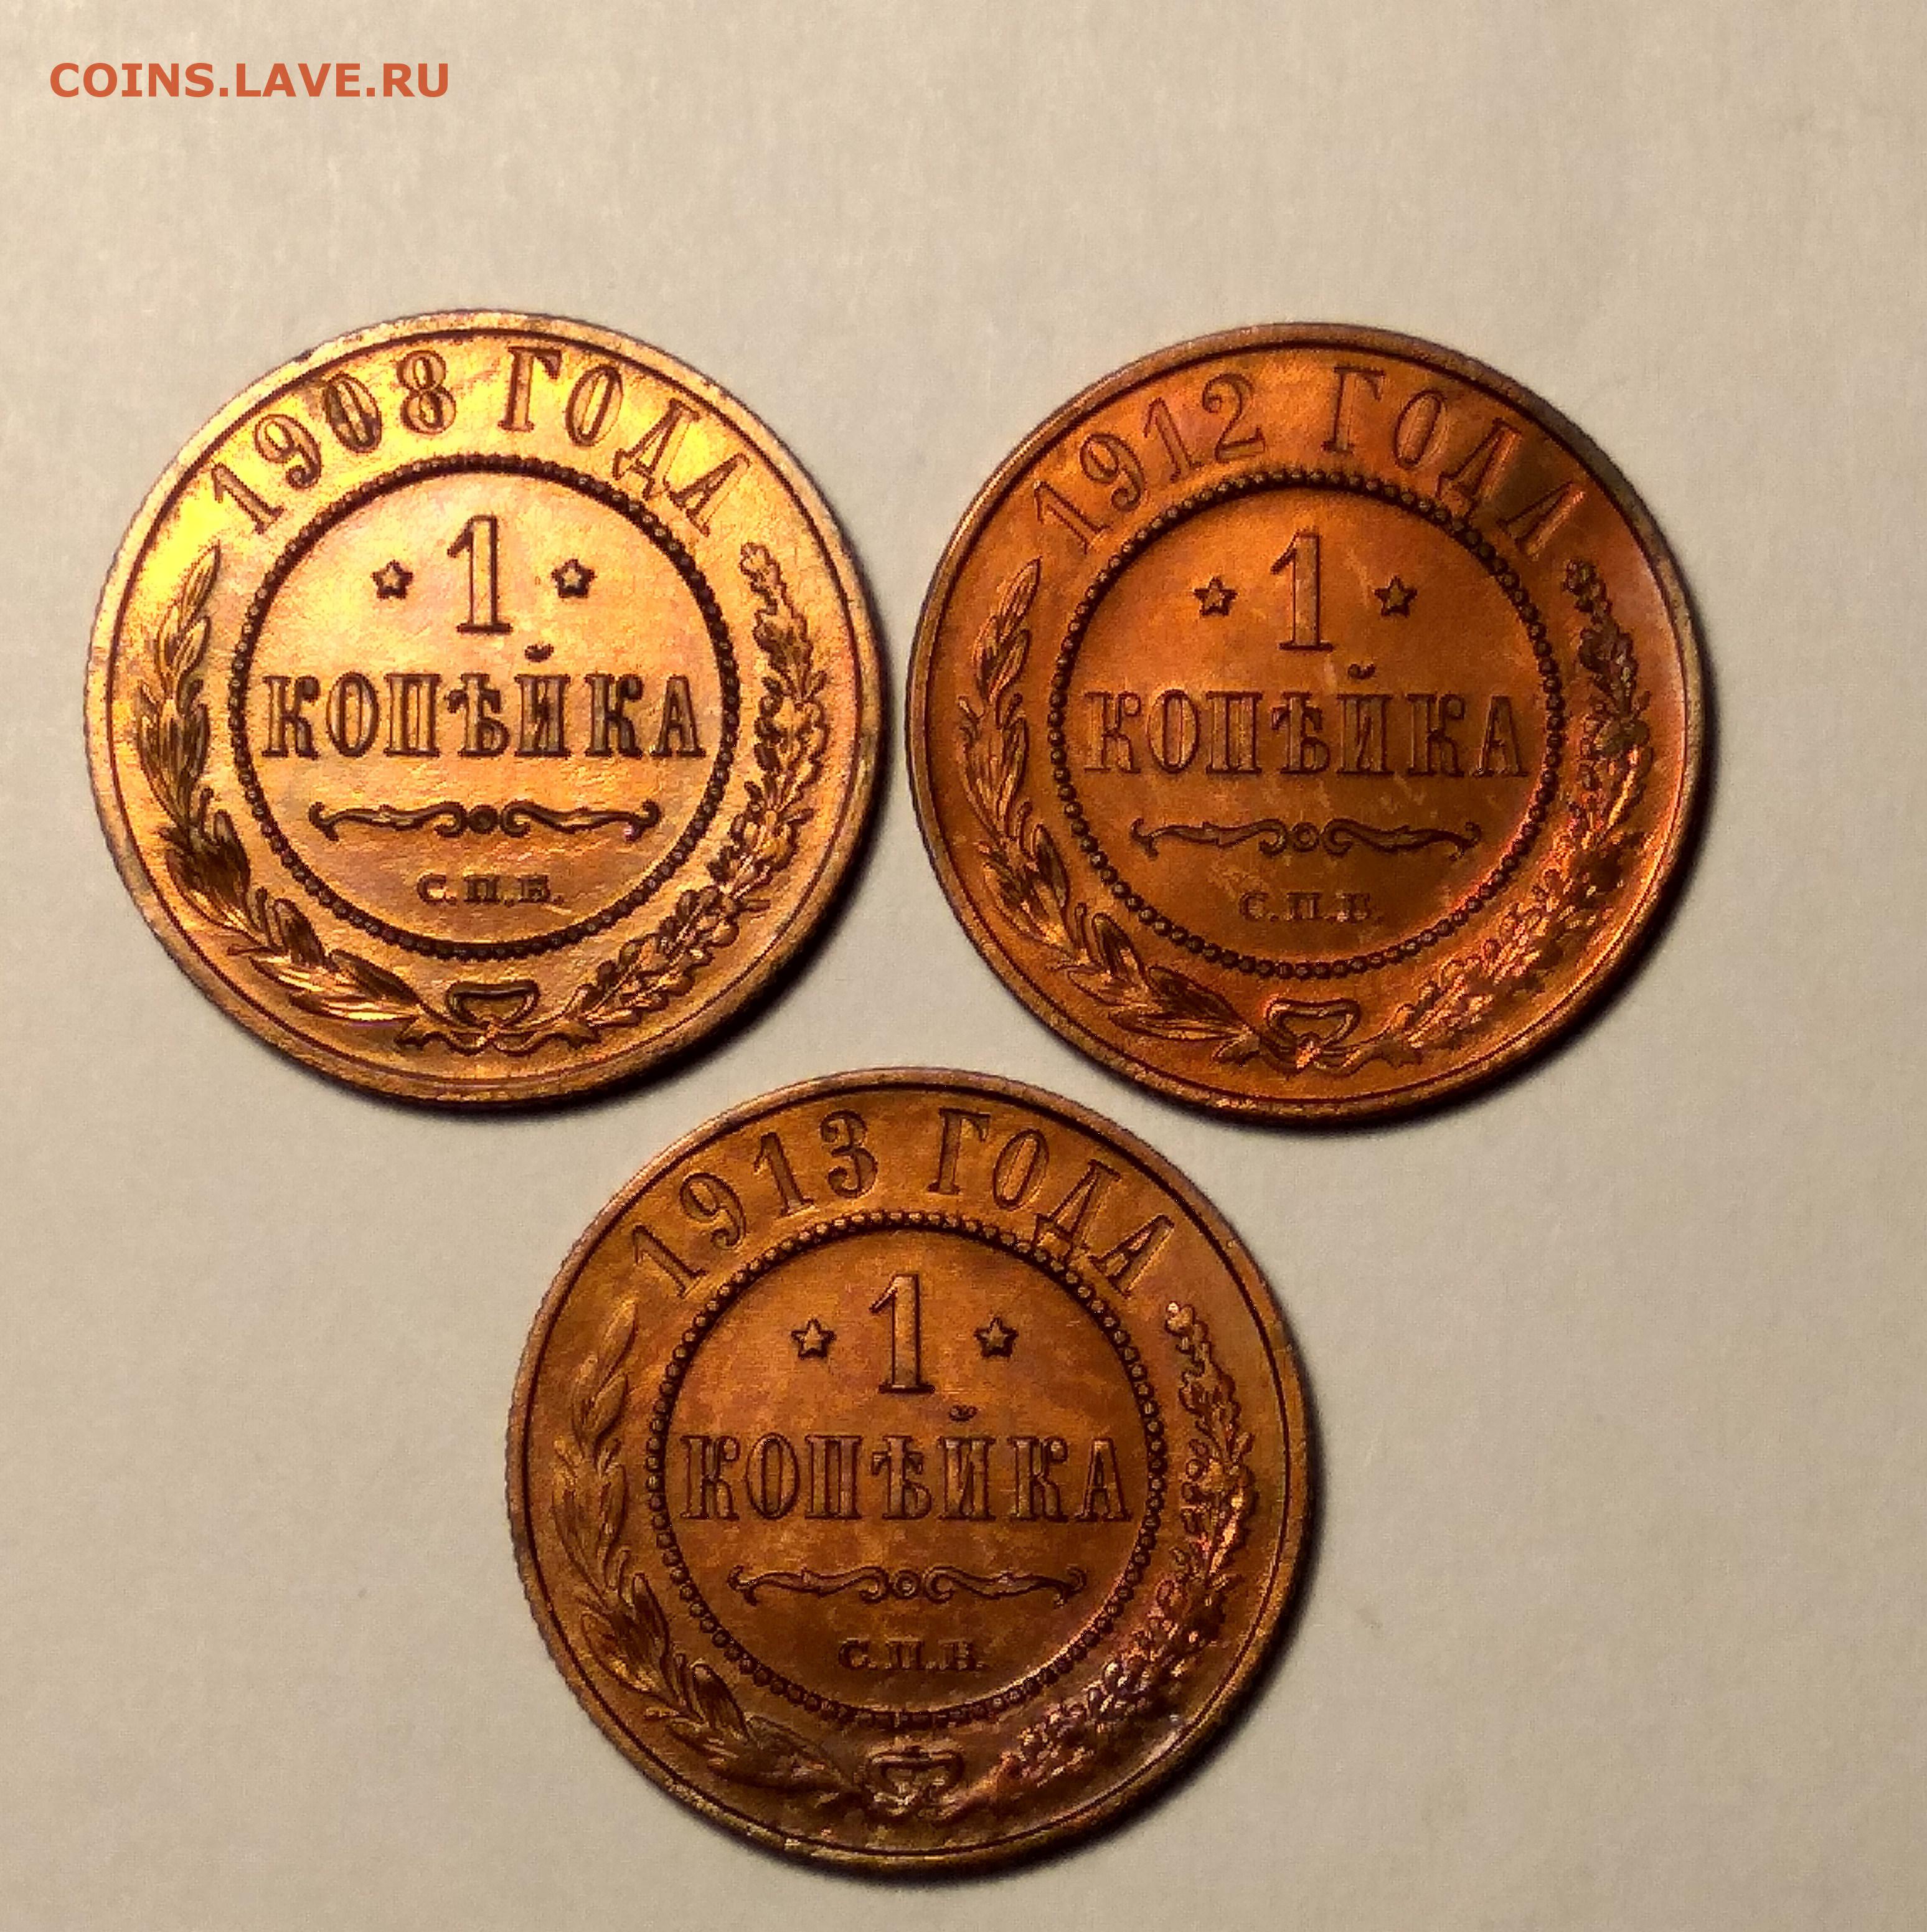 COINS.LAVE.RU
1908 ГОДА
1
КОПѢЙКА
С.П.Б.
1912 ГОДА
1
КОПѢЙКА
С.П.Б.
1913 ГОДА
1
КОПѢЙКА
С.П.Б.